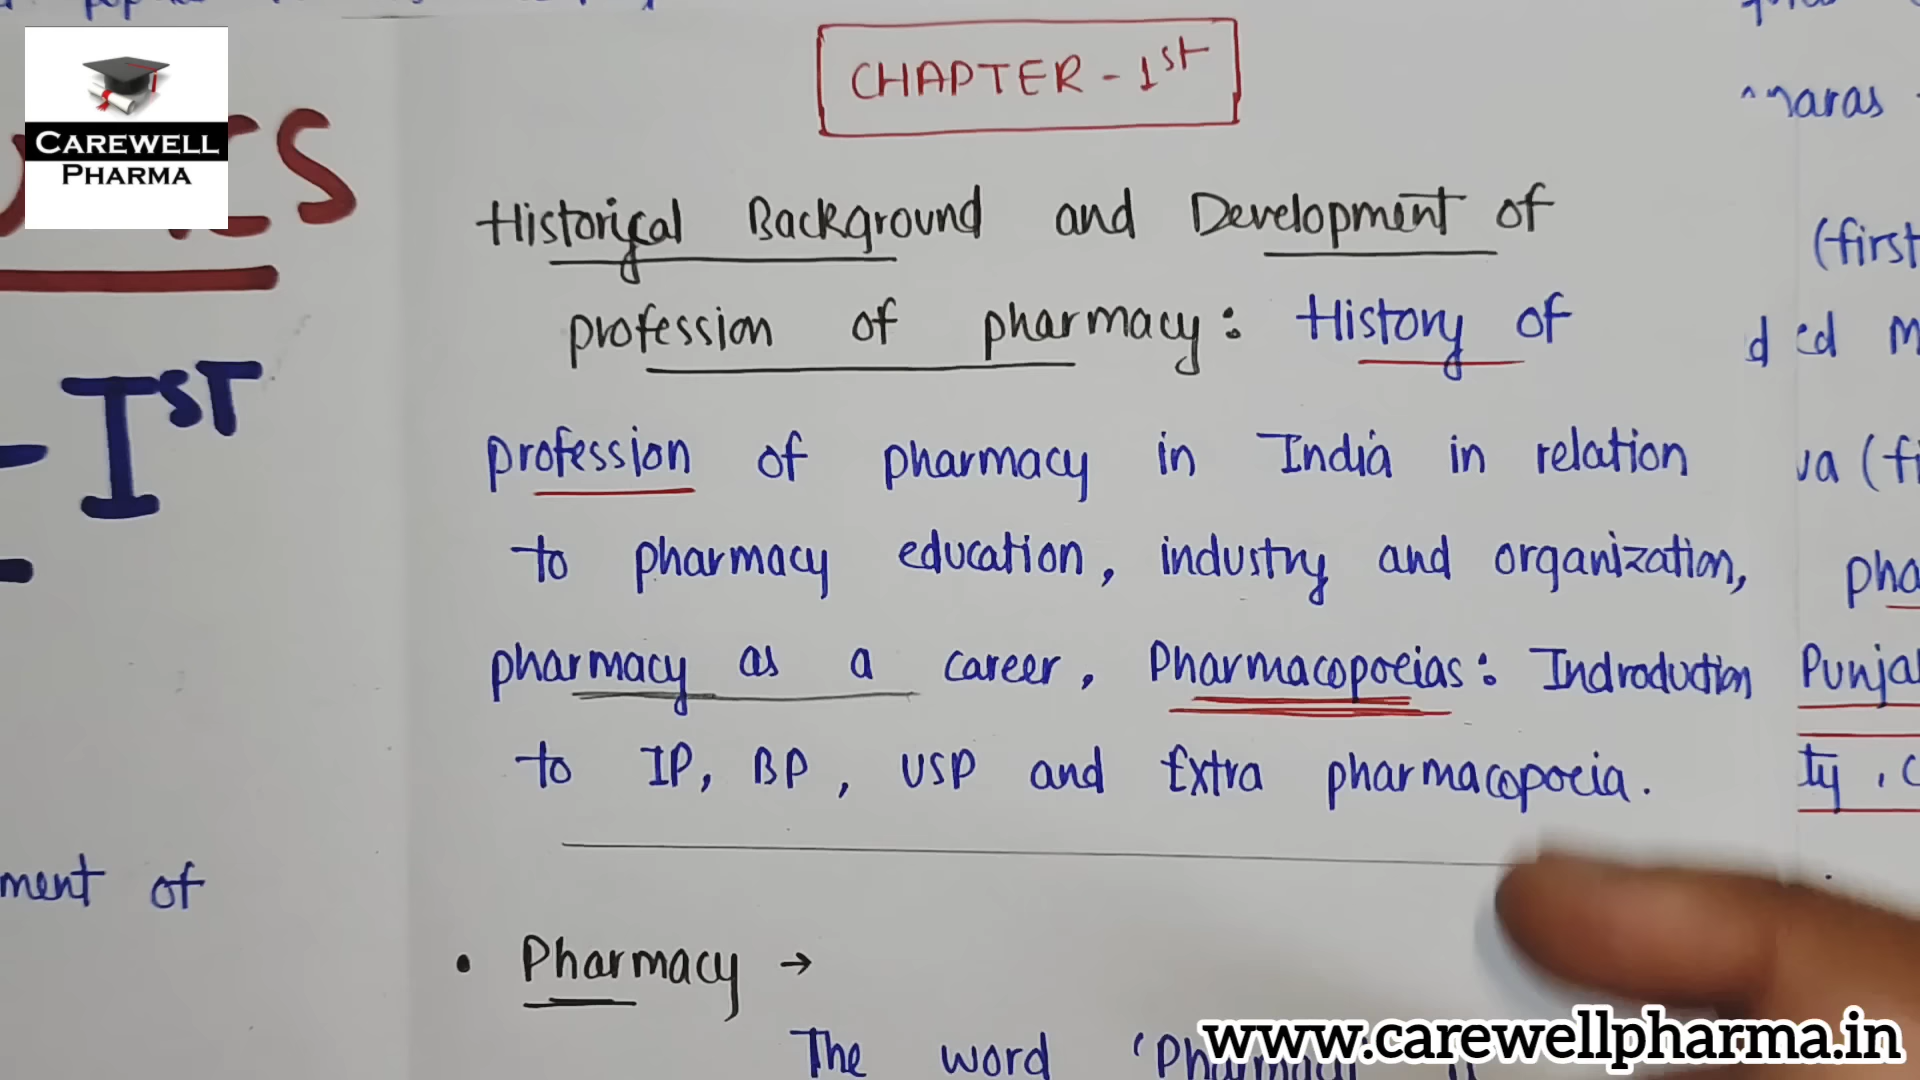 CAREWELL
PHARMA
CHAPTER - 1st
Historical Background and Development of
profession of pharmacy: History of
profession of pharmacy in India in relation
to pharmacy education, industry and organization,
pharmacy as a career, Pharmacopoeias: Indroduction
to IP, BP, USP and Extra pharmacopoeia.
• Pharmacy →
The word
- IST
ment of
(first
www.carewellpharma.in